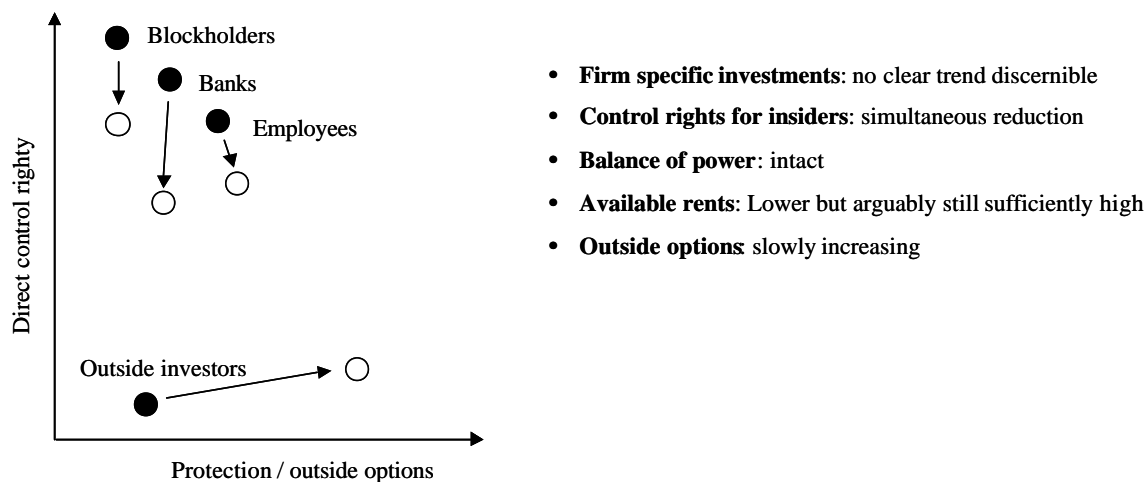 Blockholders
Banks
Employees
Outside investors
Direct control righty
Protection / outside options
• Firm specific investments: no clear trend discernible
• Control rights for insiders: simultaneous reduction
• Balance of power: intact
• Available rents: Lower but arguably still sufficiently high
• Outside options: slowly increasing